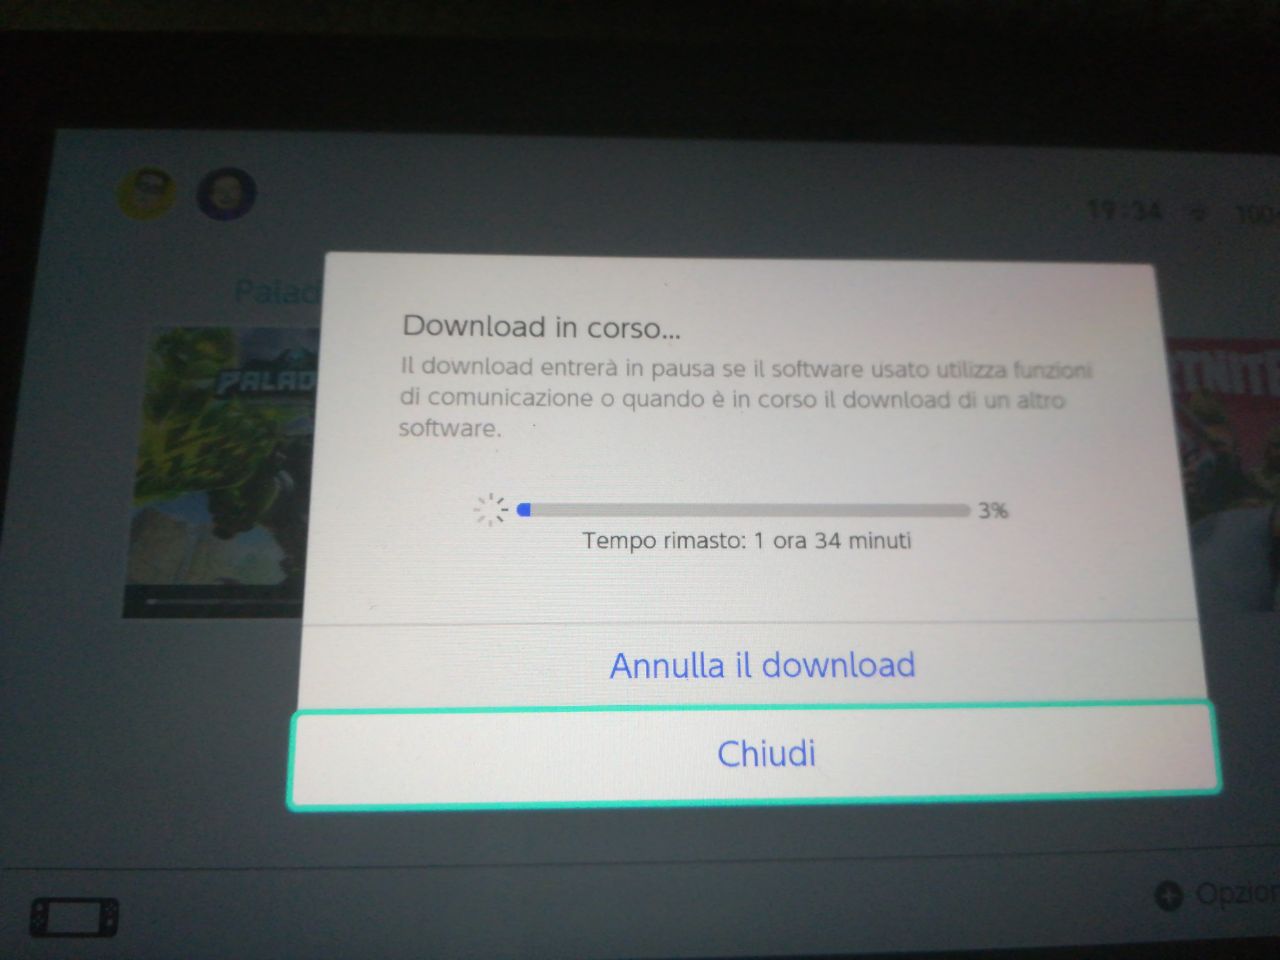 19:34
Palad
PALAD
Download in corso...
Il download entrerà in pausa se il software usato utilizza funzioni
di comunicazione o quando è in corso il download di un altro
software.
3%
Tempo rimasto: 1 ora 34 minuti
Annulla il download
Chiudi
Opzion